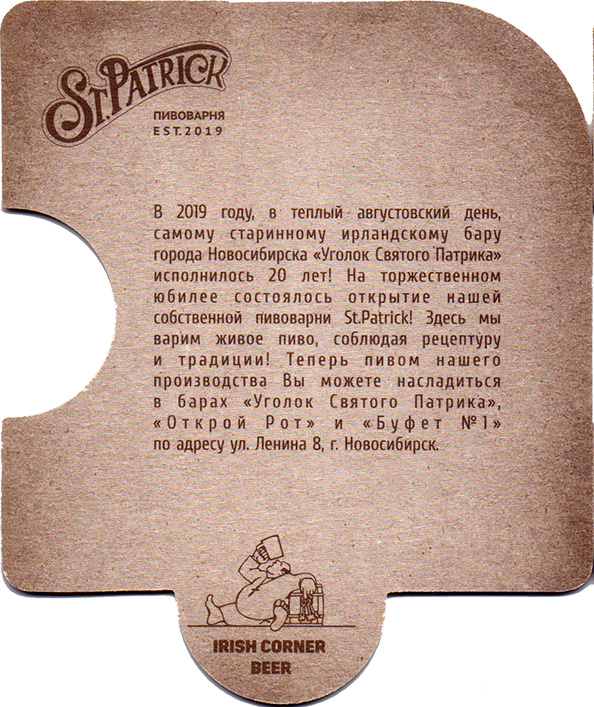 ST. PATRICK
ПИВОВАРНЯ
EST.2019
В 2019 году, в теплый августовский день,
самому старинному ирландскому бару
города Новосибирска «Уголок Святого Патрика»
исполнилось 20 лет! На торжественном
юбилее состоялось открытие нашей
собственной пивоварни St.Patrick! Здесь мы
варим живое пиво, соблюдая рецептуру
и традиции! Теперь пивом нашего
производства Вы можете насладиться
в барах «Уголок Святого Патрика»,
«Открой Рот» и «Буфет №1»
по адресу ул. Ленина 8, г. Новосибирск.
IRISH CORNER
BEER